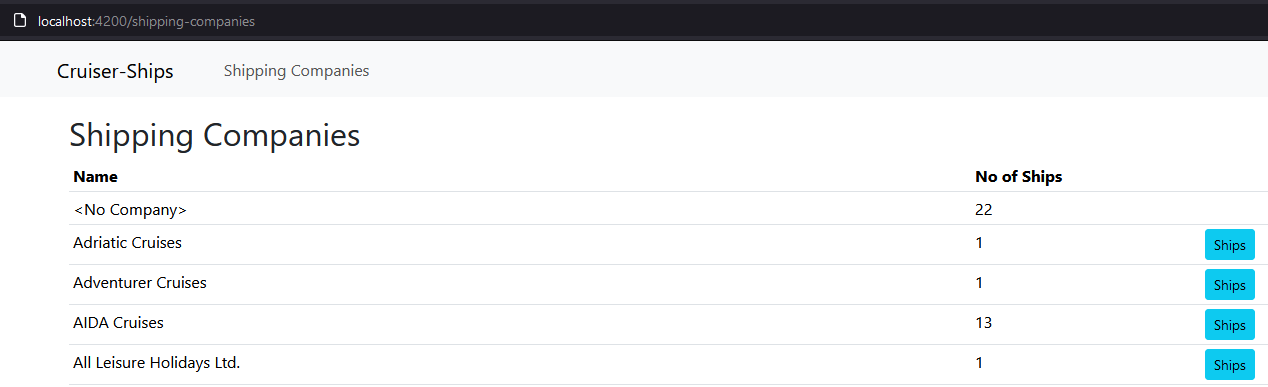 localhost:4200/shipping-companies
Cruiser-Ships Shipping Companies
Shipping Companies
Name No of Ships
<No Company> 22
Adriatic Cruises 1 Ships
Adventurer Cruises 1 Ships
AIDA Cruises 13 Ships
All Leisure Holidays Ltd. 1 Ships